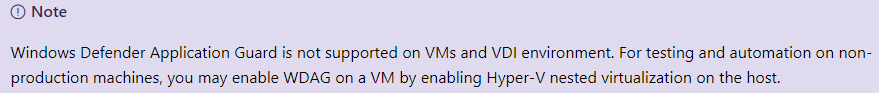 Note
Windows Defender Application Guard is not supported on VMs and VDI environment. For testing and automation on non-
production machines, you may enable WDAG on a VM by enabling Hyper-V nested virtualization on the host.